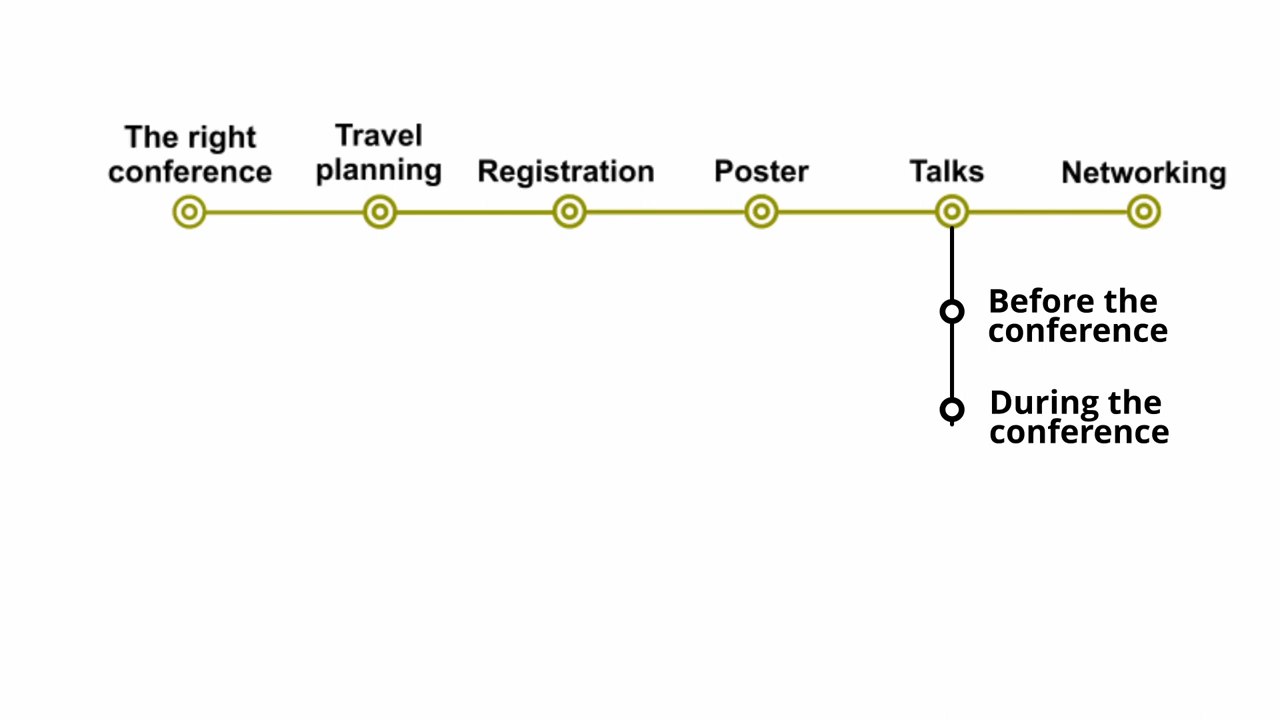 The right
conference
Travel
planning
Registration
Poster
Talks
Networking
Before the
conference
During the
conference